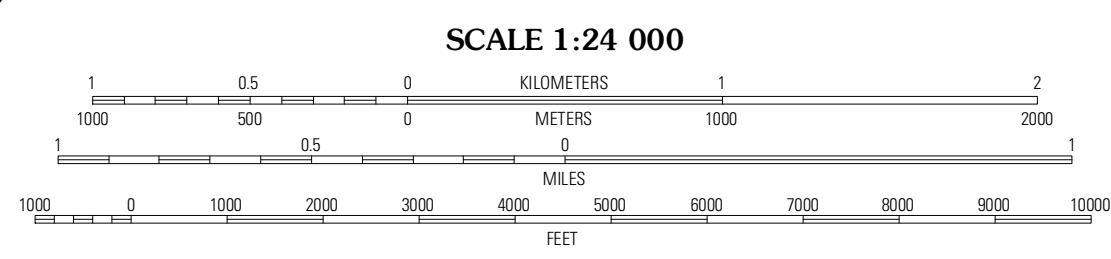 SCALE 1:24 000
1 0.5 0 KILOMETERS 1 2
1000 500 0 METERS 1000 2000
1 0.5 0 1
MILES
1000 0 1000 2000 3000 4000 5000 6000 7000 8000 9000 10000
FEET